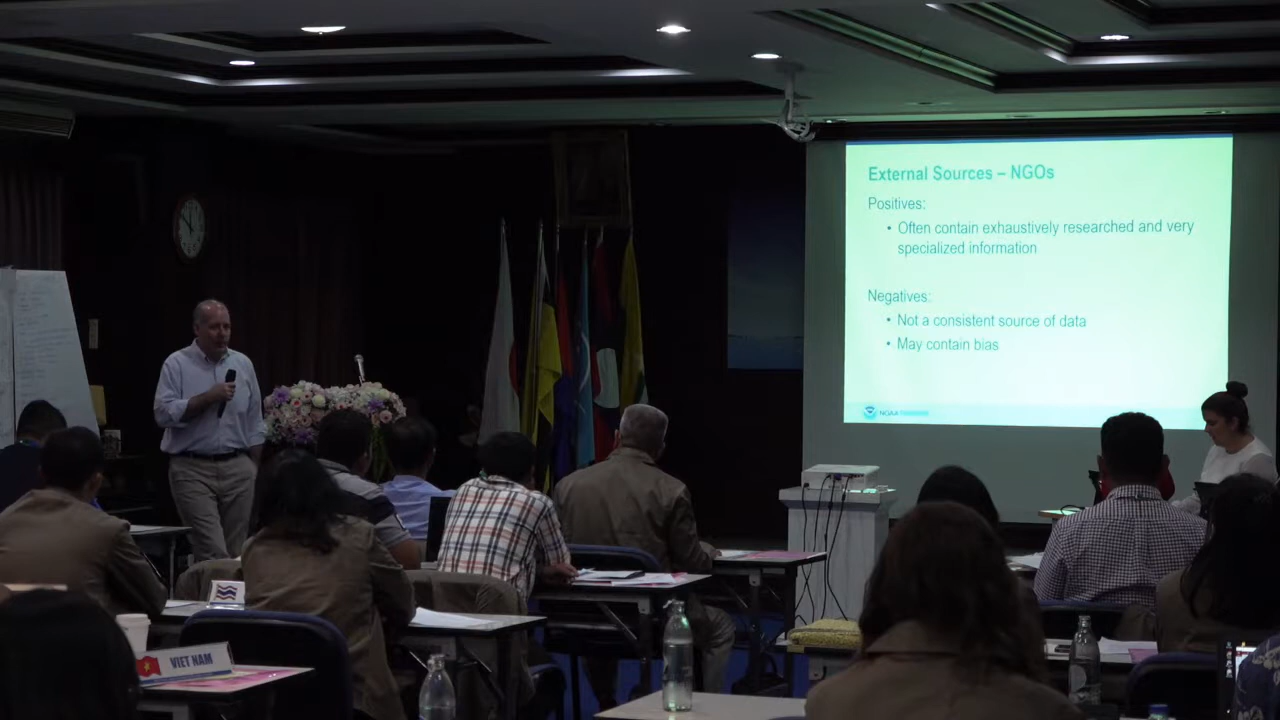 External Sources – NGOs
Positives:
• Often contain exhaustively researched and very
specialized information
Negatives:
• Not a consistent source of data
• May contain bias
NOAA
VIET NAM